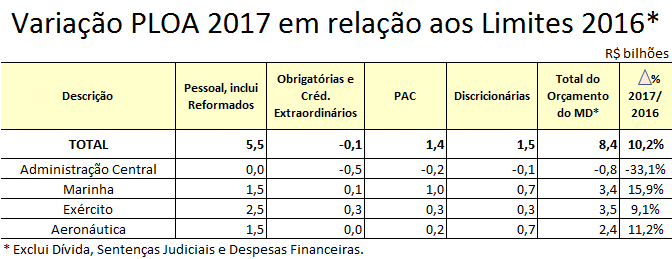 Variação PLOA 2017 em relação aos Limites 2016*
R$ bilhões
Descrição Pessoal, inclui Reformados Obrigatórias e Créd. Extraordinários PAC Discricionárias Total do Orçamento do MD* △% 2017/ 2016
TOTAL 5,5 -0,1 1,4 1,5 8,4 10,2%
Administração Central 0,0 -0,5 -0,2 -0,1 -0,8 -33,1%
Marinha 1,5 0,1 1,0 0,7 3,4 15,9%
Exército 2,5 0,3 0,3 0,3 3,5 9,1%
Aeronáutica 1,5 0,0 0,2 0,7 2,4 11,2%
* Exclui Dívida, Sentenças Judiciais e Despesas Financeiras.